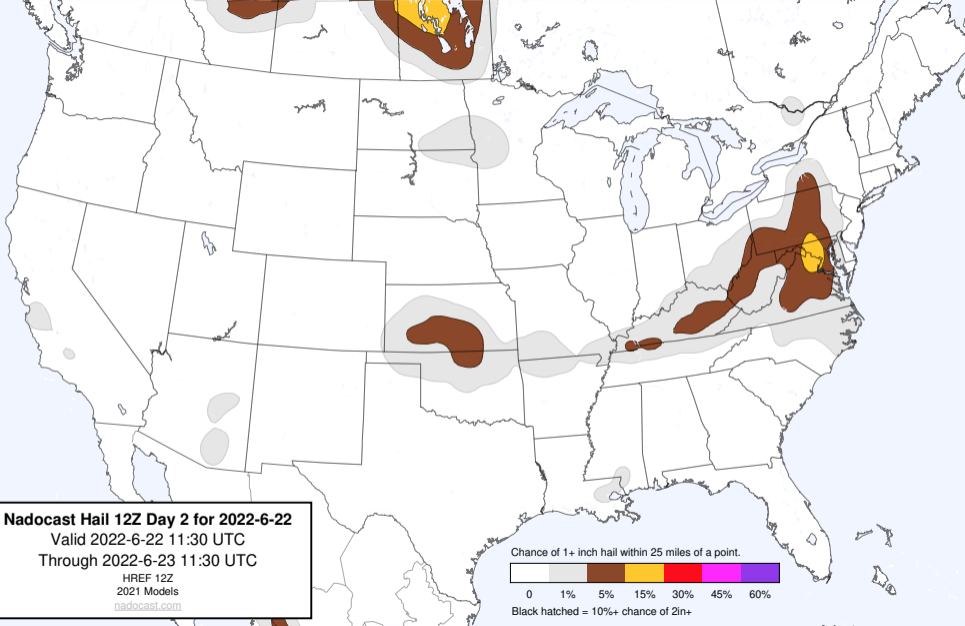 Nadocast Hail 12Z Day 2 for 2022-6-22
Valid 2022-6-22 11:30 UTC
Through 2022-6-23 11:30 UTC
HREF 12Z
2021 Models
nadocast.com
Chance of 1+ inch hail within 25 miles of a point.
0 1% 5% 15% 30% 45% 60%
Black hatched = 10%+ chance of 2in+